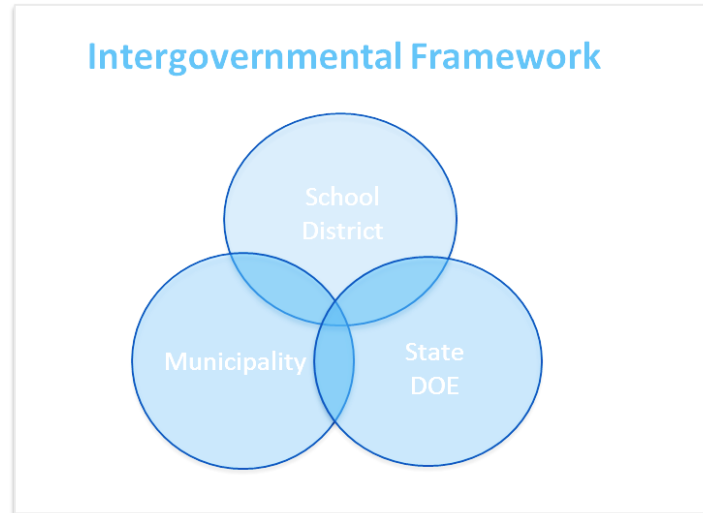 Intergovernmental Framework
School
District
Municipality
State
DOE